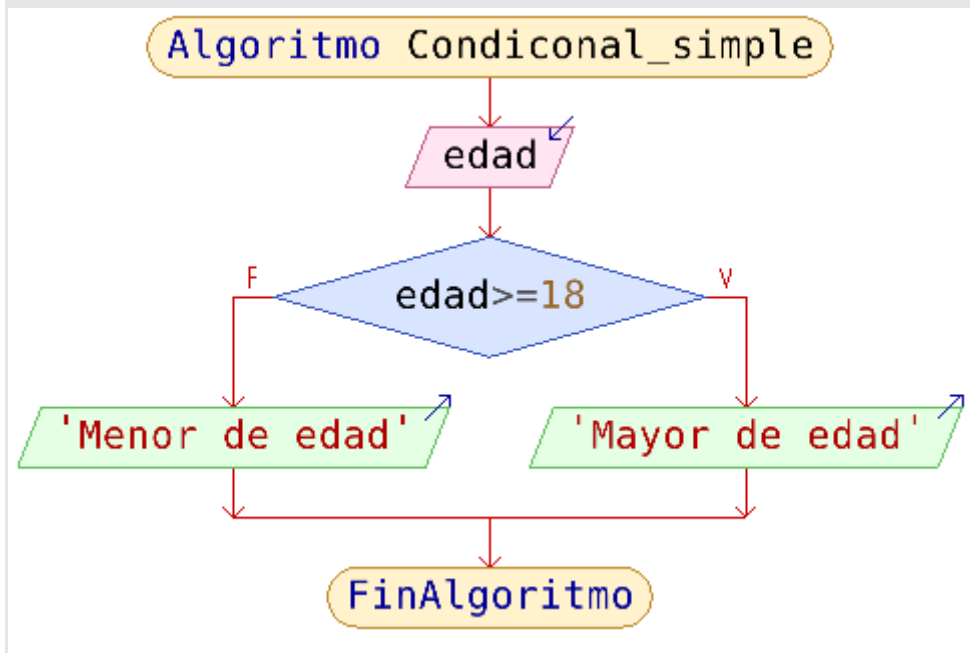 Algoritmo Condiconal_simple
edad
F
V
edad>=18
'Menor de edad'
'Mayor de edad'
FinAlgoritmo